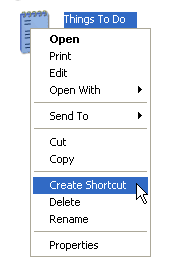 Things To Do
Open
Print
Edit
Open With
Send To
Cut
Copy
Create Shortcut
Delete
Rename
Properties